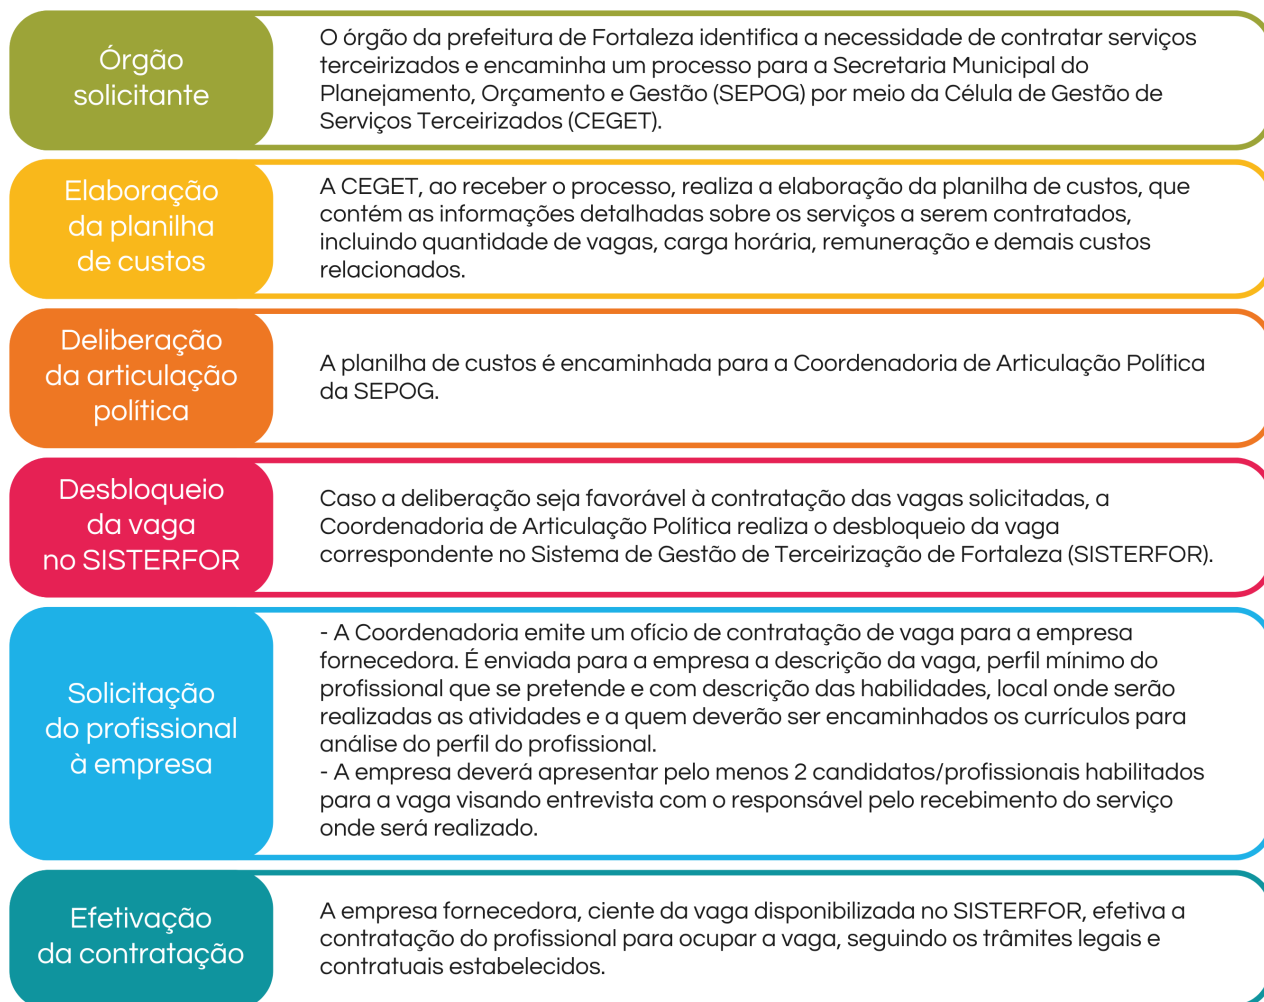 Órgão
solicitante
O órgão da prefeitura de Fortaleza identifica a necessidade de contratar serviços
terceirizados e encaminha um processo para a Secretaria Municipal do
Planejamento, Orçamento e Gestão (SEPOG) por meio da Célula de Gestão de
Serviços Terceirizados (CEGET).
Elaboração
da planilha
de custos
A CEGET, ao receber o processo, realiza a elaboração da planilha de custos, que
contém as informações detalhadas sobre os serviços a serem contratados,
incluindo quantidade de vagas, carga horária, remuneração e demais custos
relacionados.
Deliberação
da articulação
política
A planilha de custos é encaminhada para a Coordenadoria de Articulação Política
da SEPOG.
Desbloqueio
da vaga
no SISTERFOR
Caso a deliberação seja favorável à contratação das vagas solicitadas, a
Coordenadoria de Articulação Política realiza o desbloqueio da vaga
correspondente no Sistema de Gestão de Terceirização de Fortaleza (SISTERFOR).
Solicitação
do profissional
à empresa
- A Coordenadoria emite um ofício de contratação de vaga para a empresa
fornecedora. É enviada para a empresa a descrição da vaga, perfil mínimo do
profissional que se pretende e com descrição das habilidades, local onde serão
realizadas as atividades e a quem deverão ser encaminhados os currículos para
análise do perfil do profissional.
- A empresa deverá apresentar pelo menos 2 candidatos/profissionais habilitados
para a vaga visando entrevista com o responsável pelo recebimento do serviço
onde será realizado.
Efetivação
da contratação
A empresa fornecedora, ciente da vaga disponibilizada no SISTERFOR, efetiva a
contratação do profissional para ocupar a vaga, seguindo os trâmites legais e
contratuais estabelecidos.